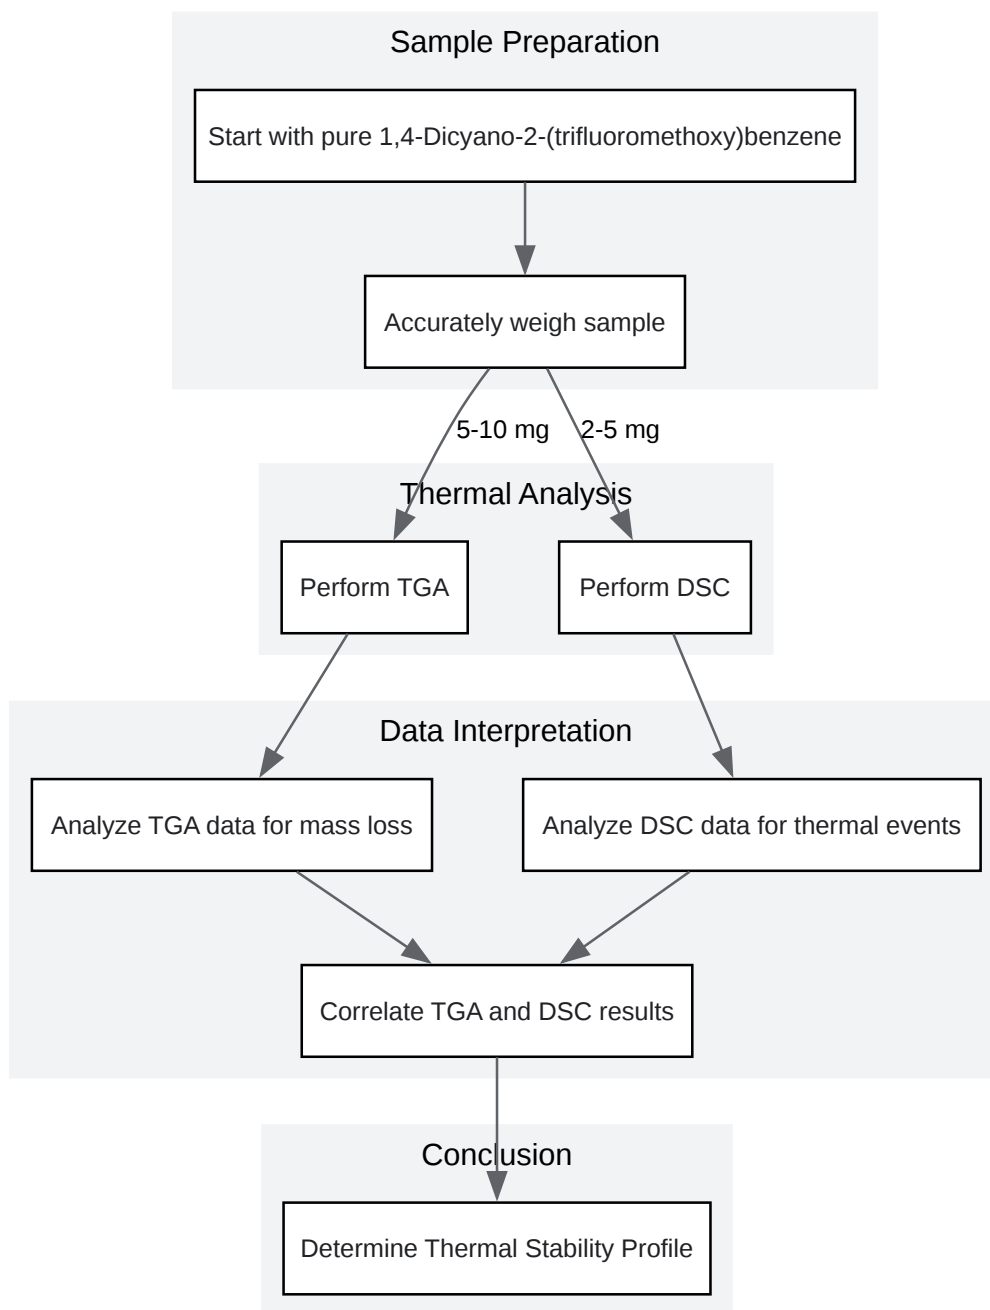 Sample Preparation
Start with pure 1,4-Dicyano-2-(trifluoromethoxy)benzene
Accurately weigh sample
5-10 mg
2-5 mg
Thermal Analysis
Perform TGA
Perform DSC
Data Interpretation
Analyze TGA data for mass loss
Analyze DSC data for thermal events
Correlate TGA and DSC results
Conclusion
Determine Thermal Stability Profile